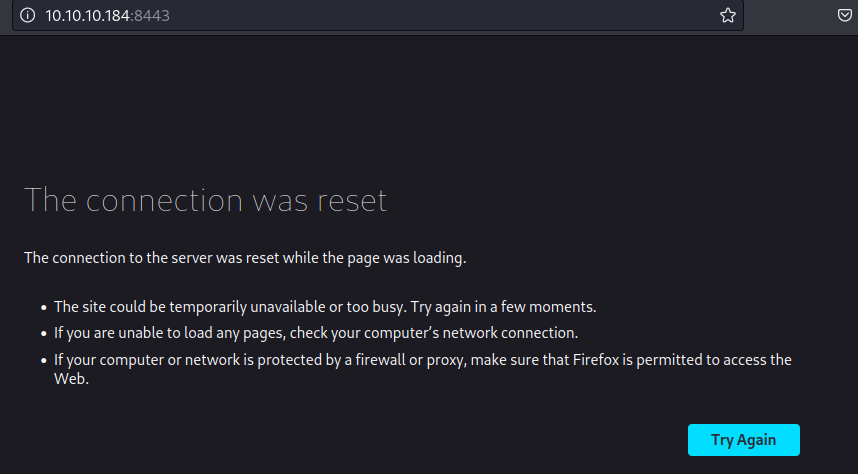 10.10.10.184:8443
The connection was reset
The connection to the server was reset while the page was loading.
• The site could be temporarily unavailable or too busy. Try again in a few moments.
• If you are unable to load any pages, check your computer’s network connection.
• If your computer or network is protected by a firewall or proxy, make sure that Firefox is permitted to access the
Web.
Try Again